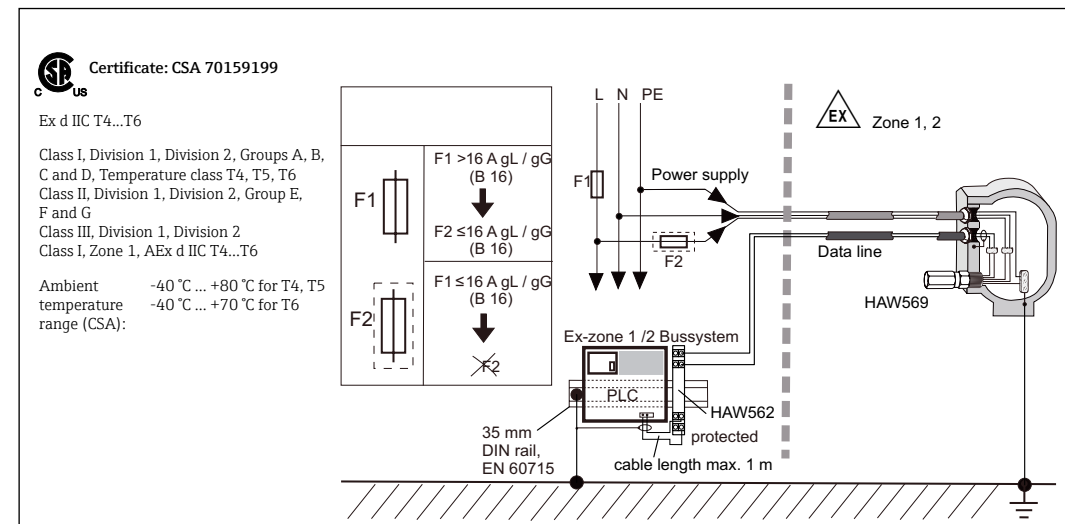 CSA
C US
Certificate: CSA 70159199
Ex d IIC T4...T6
Class I, Division 1, Division 2, Groups A, B,
C and D, Temperature class T4, T5, T6
Class II, Division 1, Division 2, Group E,
F and G
Class III, Division 1, Division 2
Class I, Zone 1, AEx d IIC T4...T6
Ambient -40 °C ... +80 °C for T4, T5
temperature -40 °C ... +70 °C for T6
range (CSA):
F1
F1 >16 A gL / gG
(B 16)
F2 ≤16 A gL / gG
(B 16)
F2
F1 ≤16 A gL / gG
(B 16)
F2
L N PE
F1
Power supply
F2
EX
Zone 1, 2
Data line
HAW569
Ex-zone 1 /2 Bussystem
PLC
HAW562
protected
35 mm
DIN rail,
EN 60715
cable length max. 1 m